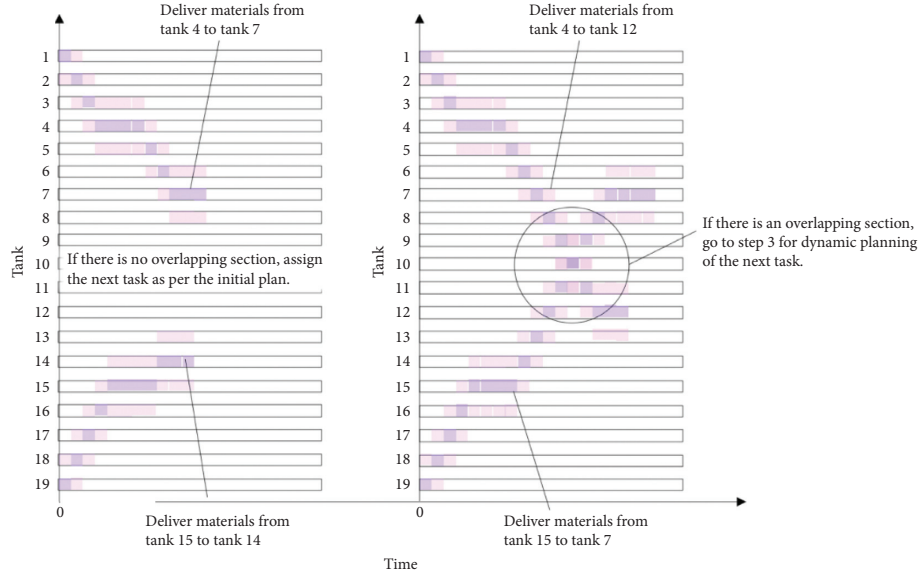 Deliver materials from
tank 4 to tank 7
Deliver materials from
tank 4 to tank 12
1
2
3
4
5
6
7
8
9
10
11
12
13
14
15
16
17
18
19
Tank
If there is no overlapping section, assign
the next task as per the initial plan.
0
Deliver materials from
tank 15 to tank 14
1
2
3
4
5
6
7
8
9
10
11
12
13
14
15
16
17
18
19
Tank
If there is an overlapping section,
go to step 3 for dynamic planning
of the next task.
0
Deliver materials from
tank 15 to tank 7
Time